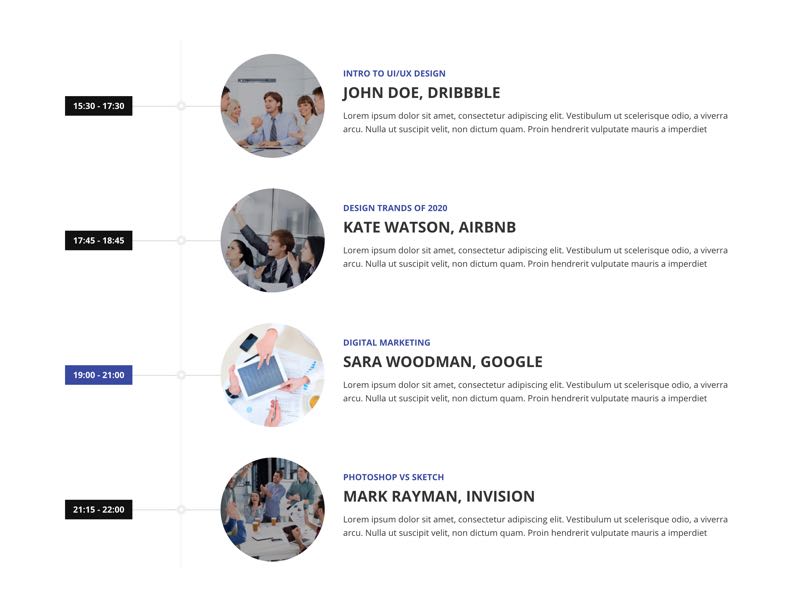 15:30 - 17:30
INTRO TO UI/UX DESIGN
JOHN DOE, DRIBBBLE
Lorem ipsum dolor sit amet, consectetur adipiscing elit. Vestibulum ut scelerisque odio, a viverra
arcu. Nulla ut suscipit velit, non dictum quam. Proin hendrerit vulputate mauris a imperdiet
17:45 - 18:45
DESIGN TRANDS OF 2020
KATE WATSON, AIRBNB
Lorem ipsum dolor sit amet, consectetur adipiscing elit. Vestibulum ut scelerisque odio, a viverra
arcu. Nulla ut suscipit velit, non dictum quam. Proin hendrerit vulputate mauris a imperdiet
19:00 - 21:00
DIGITAL MARKETING
SARA WOODMAN, GOOGLE
Lorem ipsum dolor sit amet, consectetur adipiscing elit. Vestibulum ut scelerisque odio, a viverra
arcu. Nulla ut suscipit velit, non dictum quam. Proin hendrerit vulputate mauris a imperdiet
21:15 - 22:00
PHOTOSHOP VS SKETCH
MARK RAYMAN, INVISION
Lorem ipsum dolor sit amet, consectetur adipiscing elit. Vestibulum ut scelerisque odio, a viverra
arcu. Nulla ut suscipit velit, non dictum quam. Proin hendrerit vulputate mauris a imperdiet